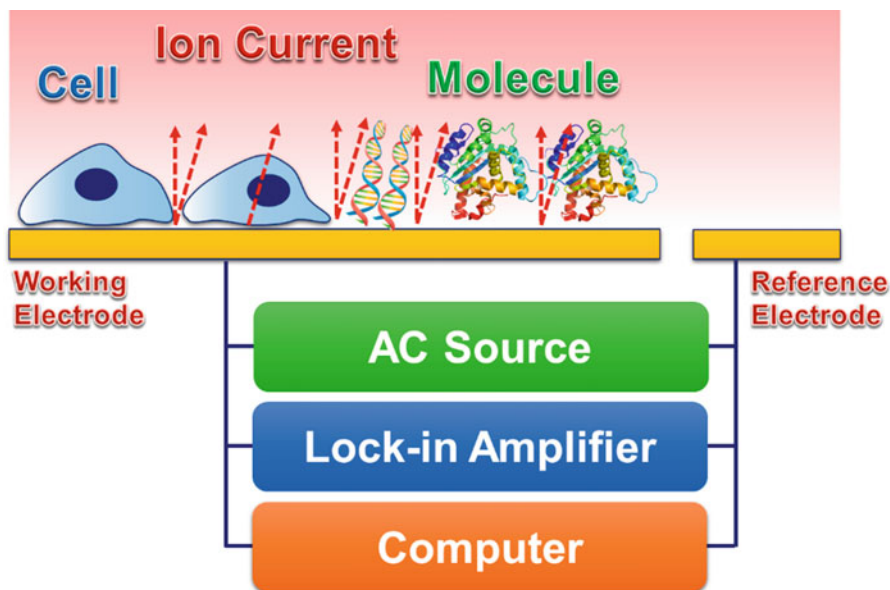 Ion Current
Cell
Molecule
Working
Electrode
Reference
Electrode
AC Source
Lock-in Amplifier
Computer